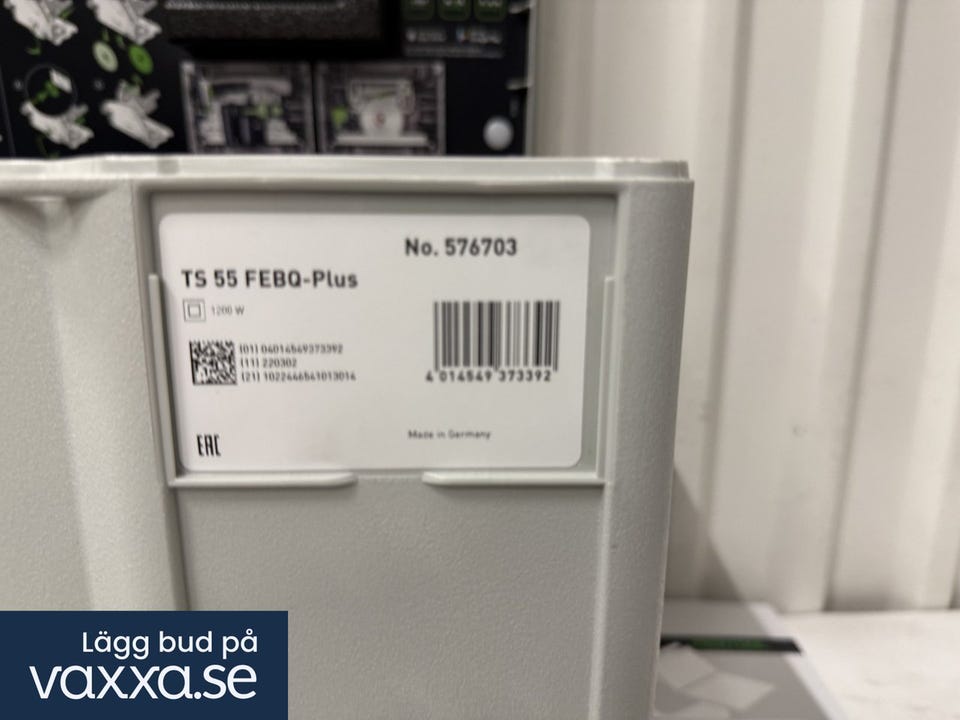 No. 576703
TS 55 FEBQ-Plus
1200 W
(01) 04014549373392
(11) 220302
(21) 1022446541013014
4 014549 373392
EAC
Made in Germany
Lägg bud på
vaxxa.se